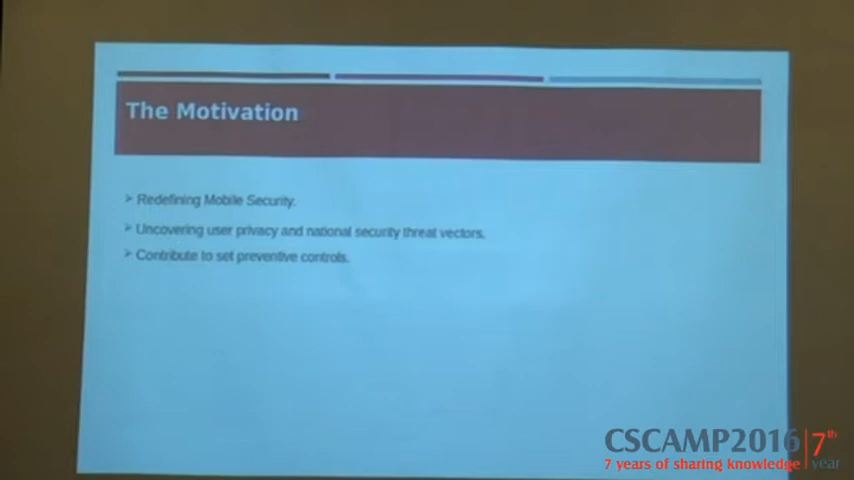 The Motivation
➢ Redefining Mobile Security.
➢ Uncovering user privacy and national security threat vectors.
➢ Contribute to set preventive controls.
CSCAMP2016 7th
7 years of sharing knowledge year